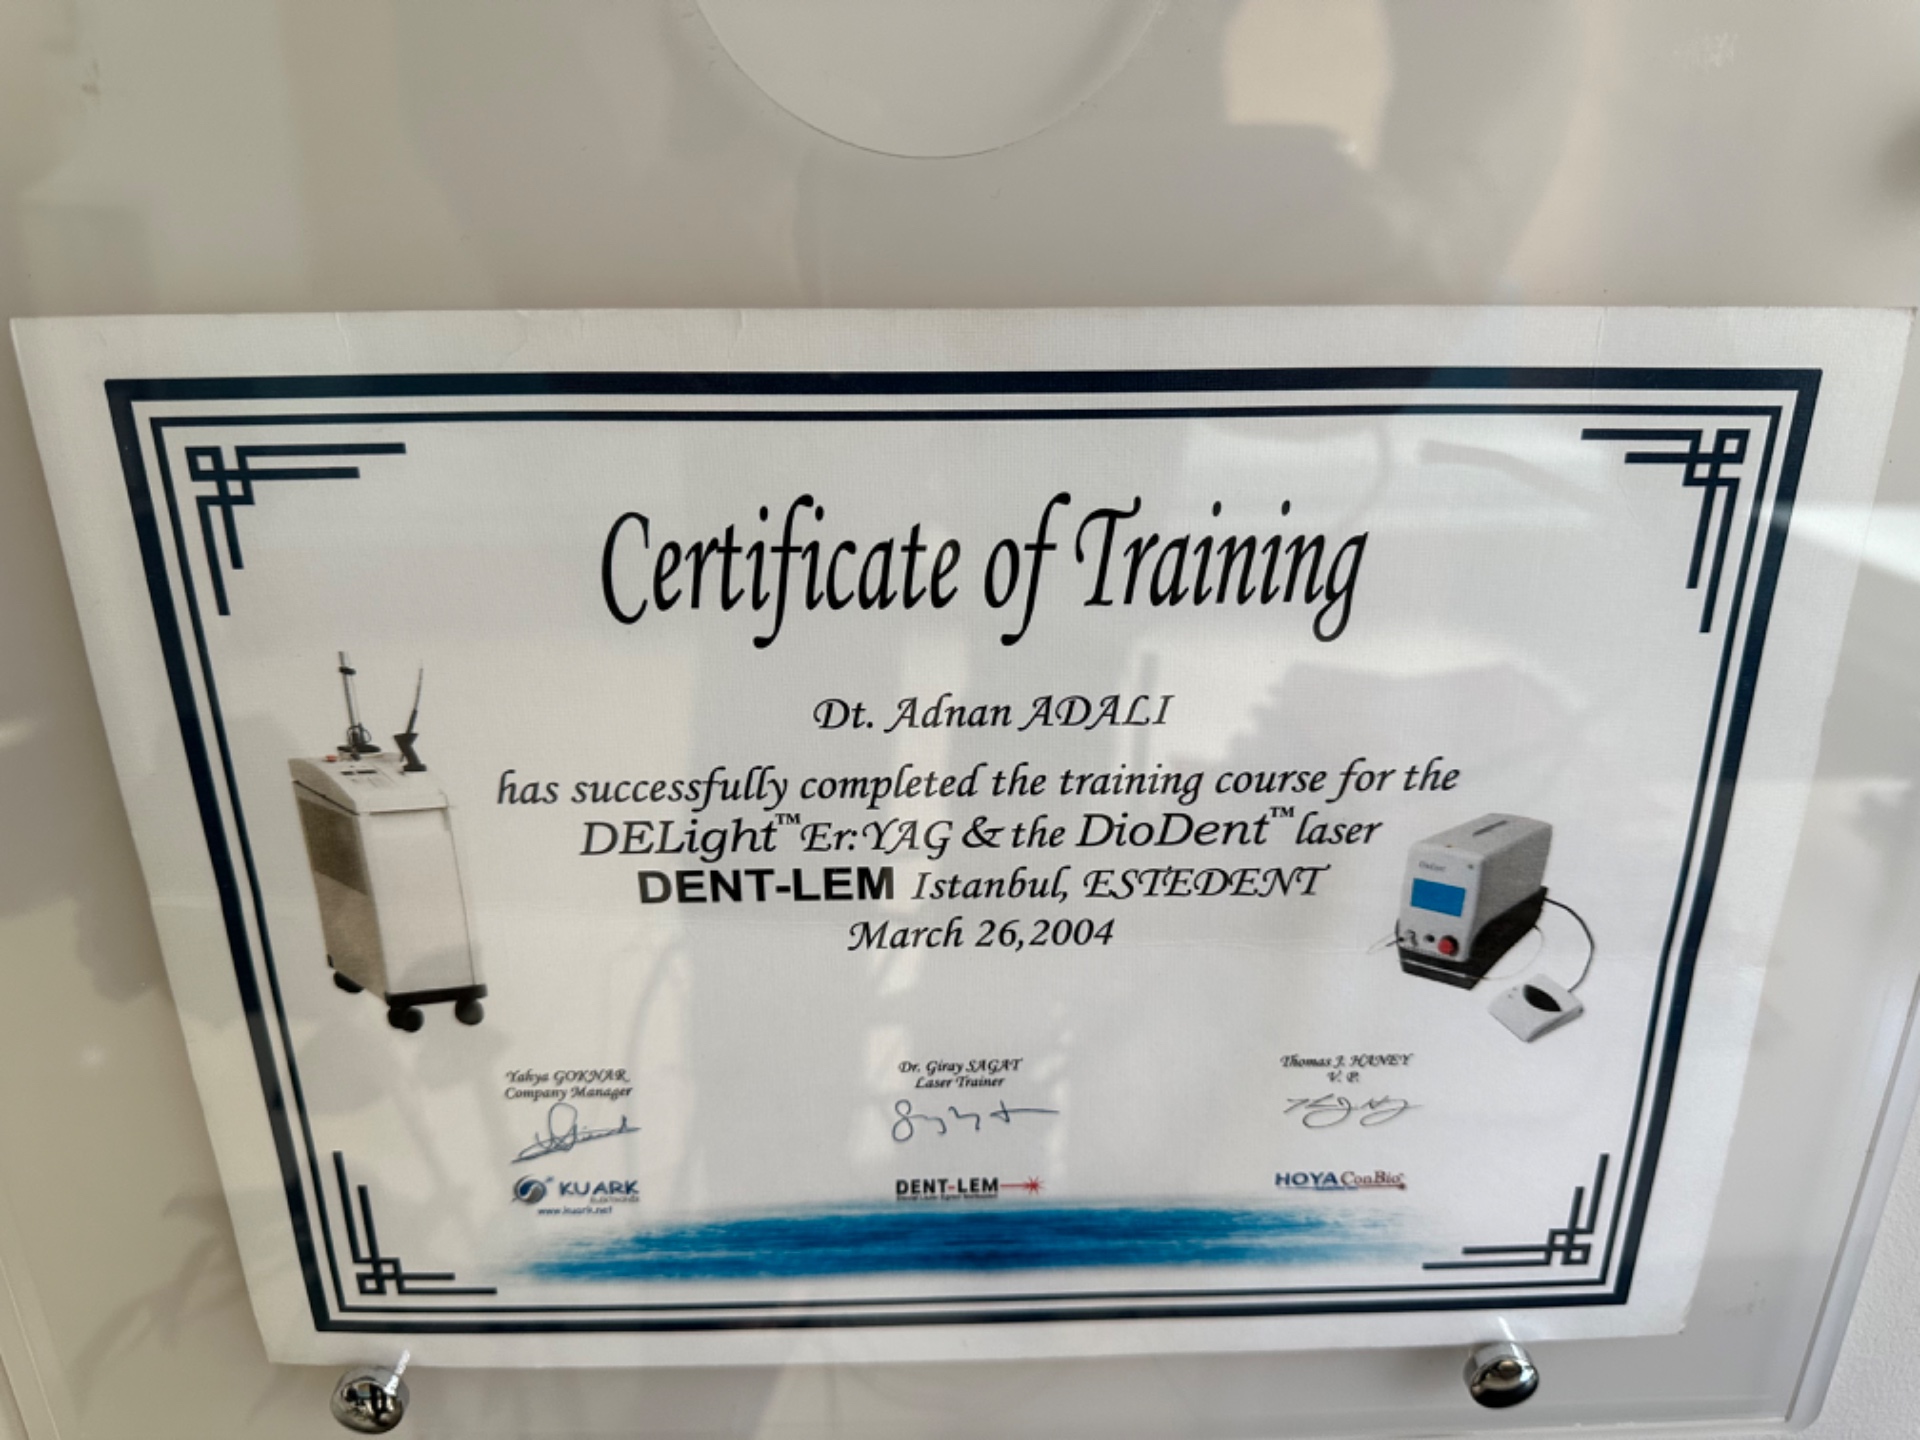 Certificate of Training
Dt. Adnan ADALI
has successfully completed the training course for the
DELight™ Er:YAG & the DioDent™ laser
DENT-LEM Istanbul, ESTEDENT
March 26,2004
Yahya GOKNAR
Company Manager
Dr. Giray SAGAT
Laser Trainer
Thomas J. HANEY
V. P.
KUARK
www.kuark.net
DENT-LEM
HOYA ConBio